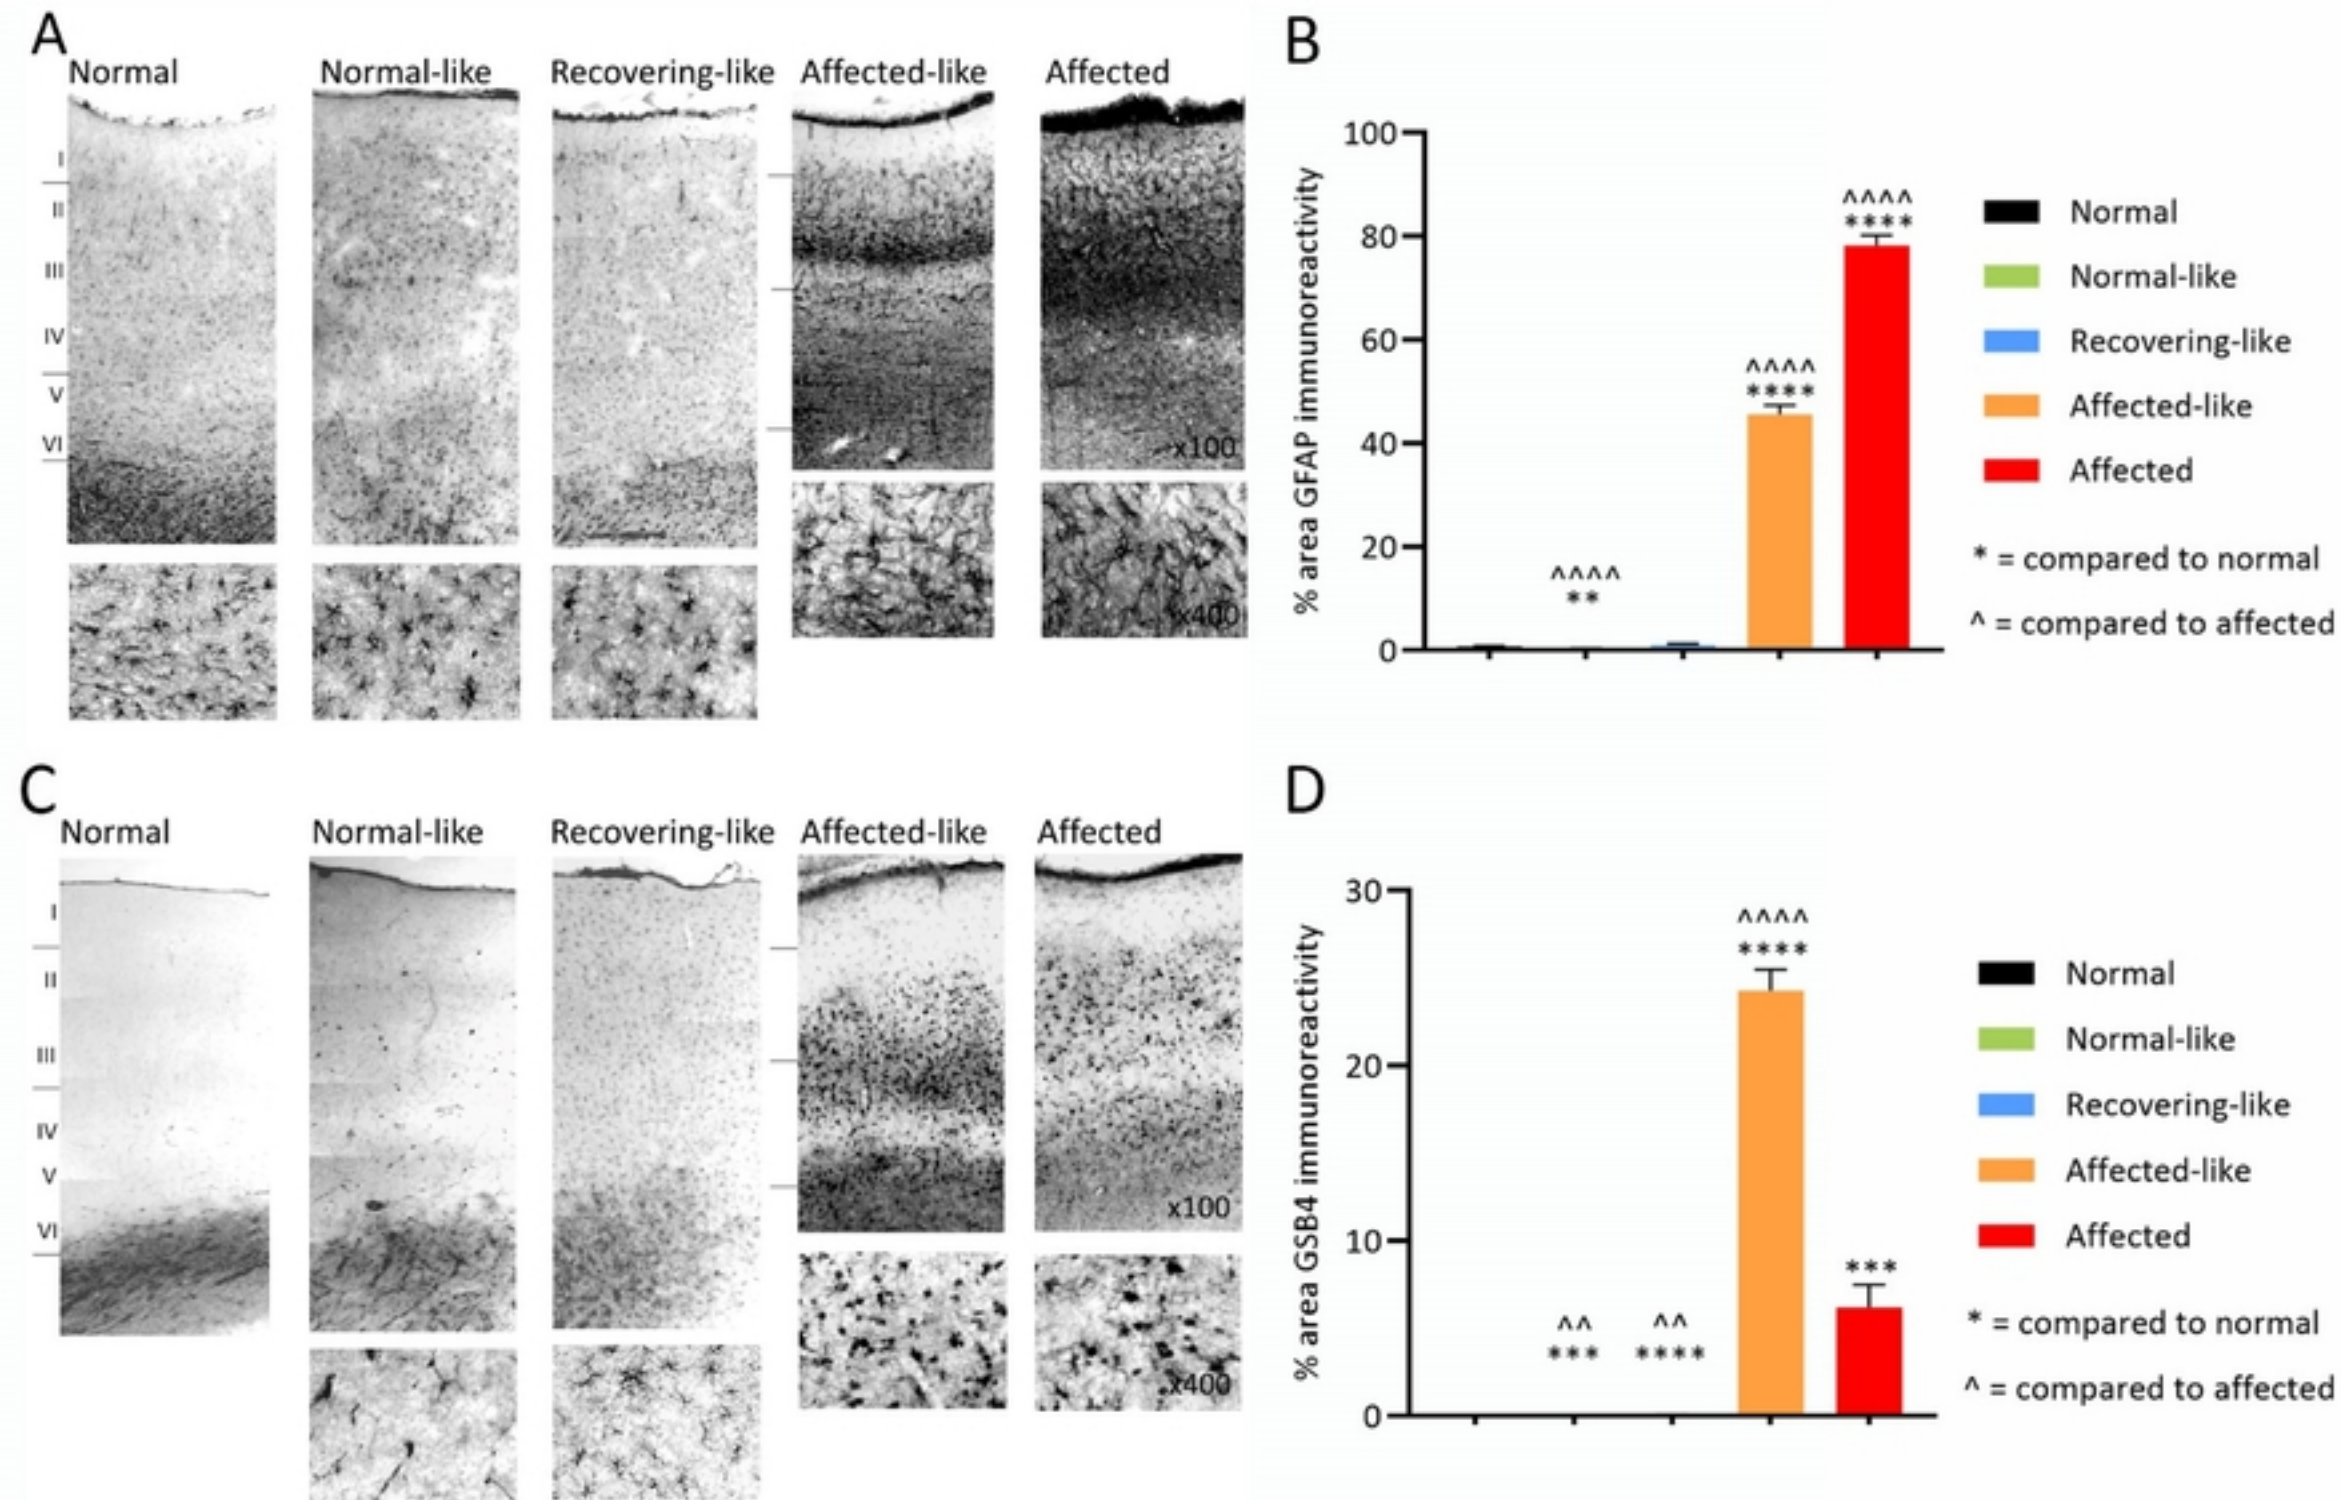 A
Normal
Normal-like
Recovering-like
Affected-like
Affected
I
II
III
IV
V
VI
x100
x400
B
% area GFAP immunoreactivity
100
80
60
40
20
0
^^^^
**
^^^^
****
^^^^
****
Normal
Normal-like
Recovering-like
Affected-like
Affected
* = compared to normal
^ = compared to affected
C
Normal
Normal-like
Recovering-like
Affected-like
Affected
I
II
III
IV
V
VI
x100
x400
D
% area GSB4 immunoreactivity
30
20
10
0
^^
***
^^
****
^^^^
****
***
Normal
Normal-like
Recovering-like
Affected-like
Affected
* = compared to normal
^ = compared to affected